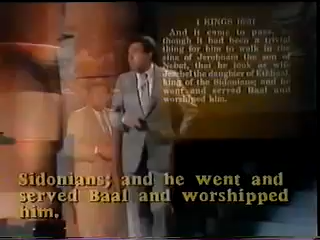 1 KINGS 16:31
And it came to pass,
though it had been a trivial
thing for him to walk in the
sins of Jeroboam the son of
Nebat, that he took as wife
Jezebel the daughter of Ethbaal,
king of the Sidonians; and he
went and served Baal and
worshiped him.
Sidonians; and he went and
served Baal and worshipped
him.